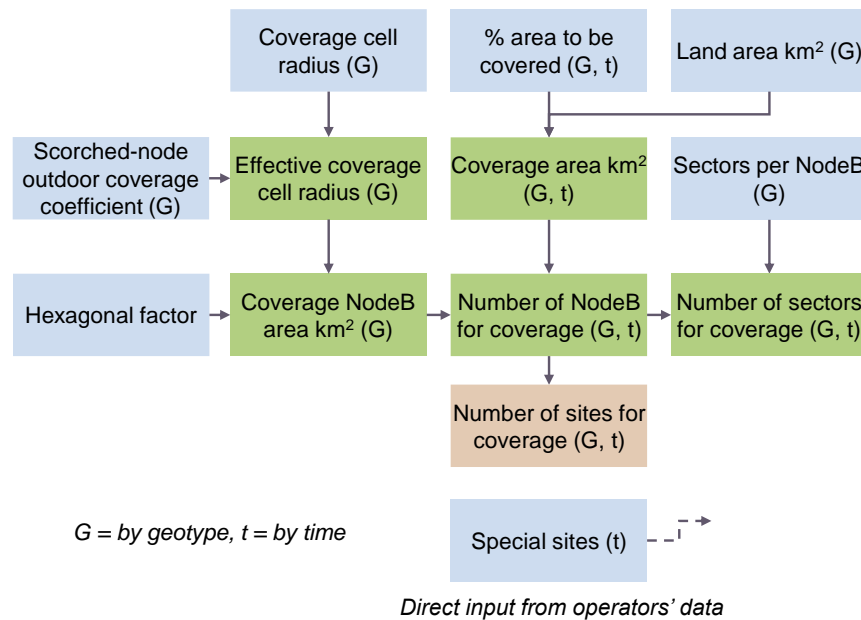 Coverage cell
radius (G)
% area to be
covered (G, t)
Land area km² (G)
Scorched-node
outdoor coverage
coefficient (G)
Effective coverage
cell radius (G)
Coverage area km²
(G, t)
Sectors per NodeB
(G)
Hexagonal factor
Coverage NodeB
area km² (G)
Number of NodeB
for coverage (G, t)
Number of sectors
for coverage (G, t)
Number of sites for
coverage (G, t)
G = by geotype, t = by time
Special sites (t)
Direct input from operators’ data